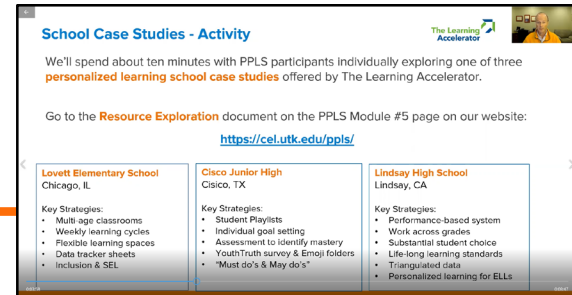 School Case Studies - Activity
The Learning
Accelerator
We'll spend about ten minutes with PPLS participants individually exploring one of three
personalized learning school case studies offered by The Learning Accelerator.
Go to the Resource Exploration document on the PPLS Module #5 page on our website:
https://cel.utk.edu/ppls/
Lovett Elementary School
Chicago, IL
Key Strategies:
• Multi-age classrooms
• Weekly learning cycles
• Flexible learning spaces
• Data tracker sheets
• Inclusion & SEL
Cisco Junior High
Cisico, TX
Key Strategies:
• Student Playlists
• Individual goal setting
• Assessment to identify mastery
• YouthTruth survey & Emoji folders
• "Must do's & May do's"
Lindsay High School
Lindsay, CA
Key Strategies:
• Performance-based system
• Work across grades
• Substantial student choice
• Life-long learning standards
• Triangulated data
• Personalized learning for ELLs